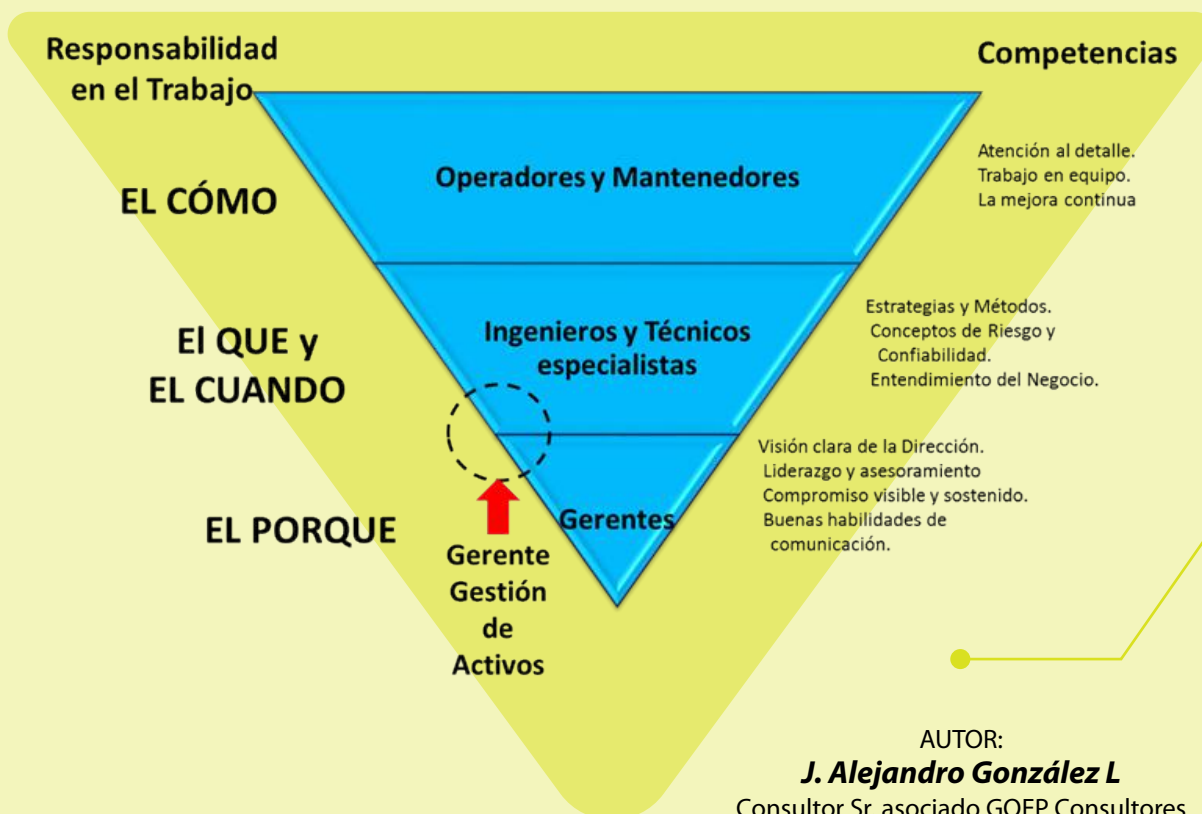 Responsabilidad
en el Trabajo
Competencias
EL CÓMO
Operadores y Mantenedores
Atención al detalle.
Trabajo en equipo.
La mejora continua
El QUE y
EL CUANDO
Ingenieros y Técnicos
especialistas
Estrategias y Métodos.
Conceptos de Riesgo y
Confiabilidad.
Entendimiento del Negocio.
EL PORQUE
Gerentes
Visión clara de la Dirección.
Liderazgo y asesoramiento
Compromiso visible y sostenido.
Buenas habilidades de
comunicación.
Gerente
Gestión
de
Activos
AUTOR:
J. Alejandro González L
Consultor Sr. asociado GOEP Consultores